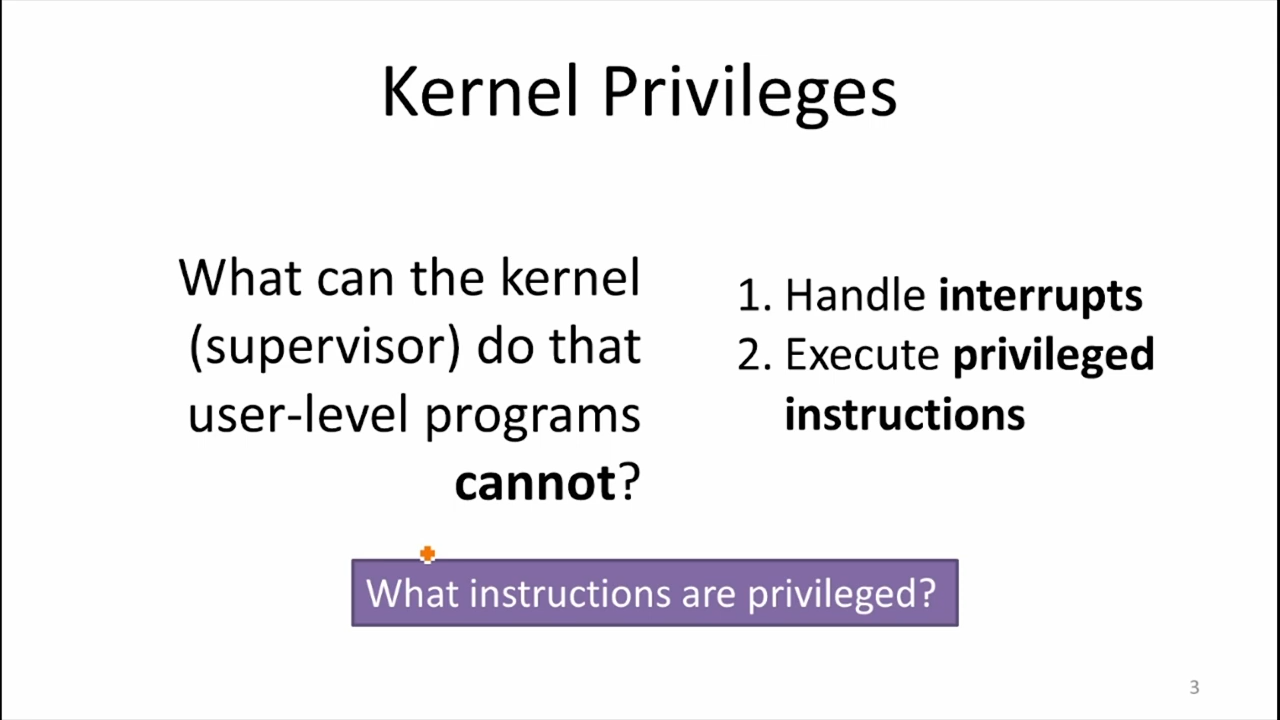 Kernel Privileges
What can the kernel
(supervisor) do that
user-level programs
cannot?
1. Handle interrupts
2. Execute privileged
instructions
What instructions are privileged?
3